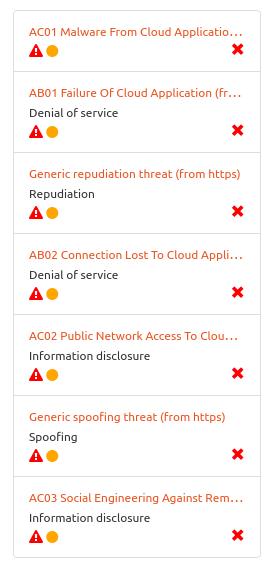 AC01 Malware From Cloud Applicatio...
AB01 Failure Of Cloud Application (fr...
Denial of service
Generic repudiation threat (from https)
Repudiation
AB02 Connection Lost To Cloud Appli...
Denial of service
AC02 Public Network Access To Clou...
Information disclosure
Generic spoofing threat (from https)
Spoofing
AC03 Social Engineering Against Rem...
Information disclosure